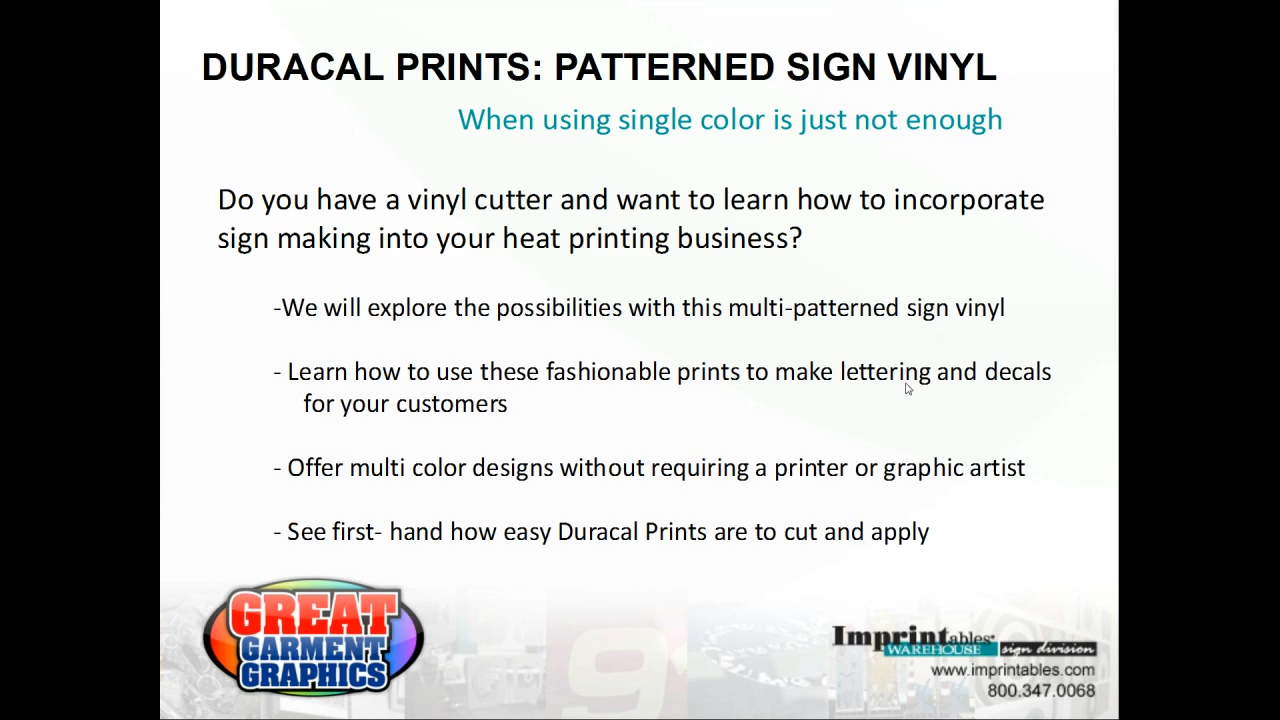 DURACAL PRINTS: PATTERNED SIGN VINYL
When using single color is just not enough
Do you have a vinyl cutter and want to learn how to incorporate
sign making into your heat printing business?
-We will explore the possibilities with this multi-patterned sign vinyl
- Learn how to use these fashionable prints to make lettering and decals
for your customers
- Offer multi color designs without requiring a printer or graphic artist
- See first- hand how easy Duracal Prints are to cut and apply
GREAT
GARMENT
GRAPHICS
Imprintables
WAREHOUSE sign division
www.imprintables.com
800.347.0068